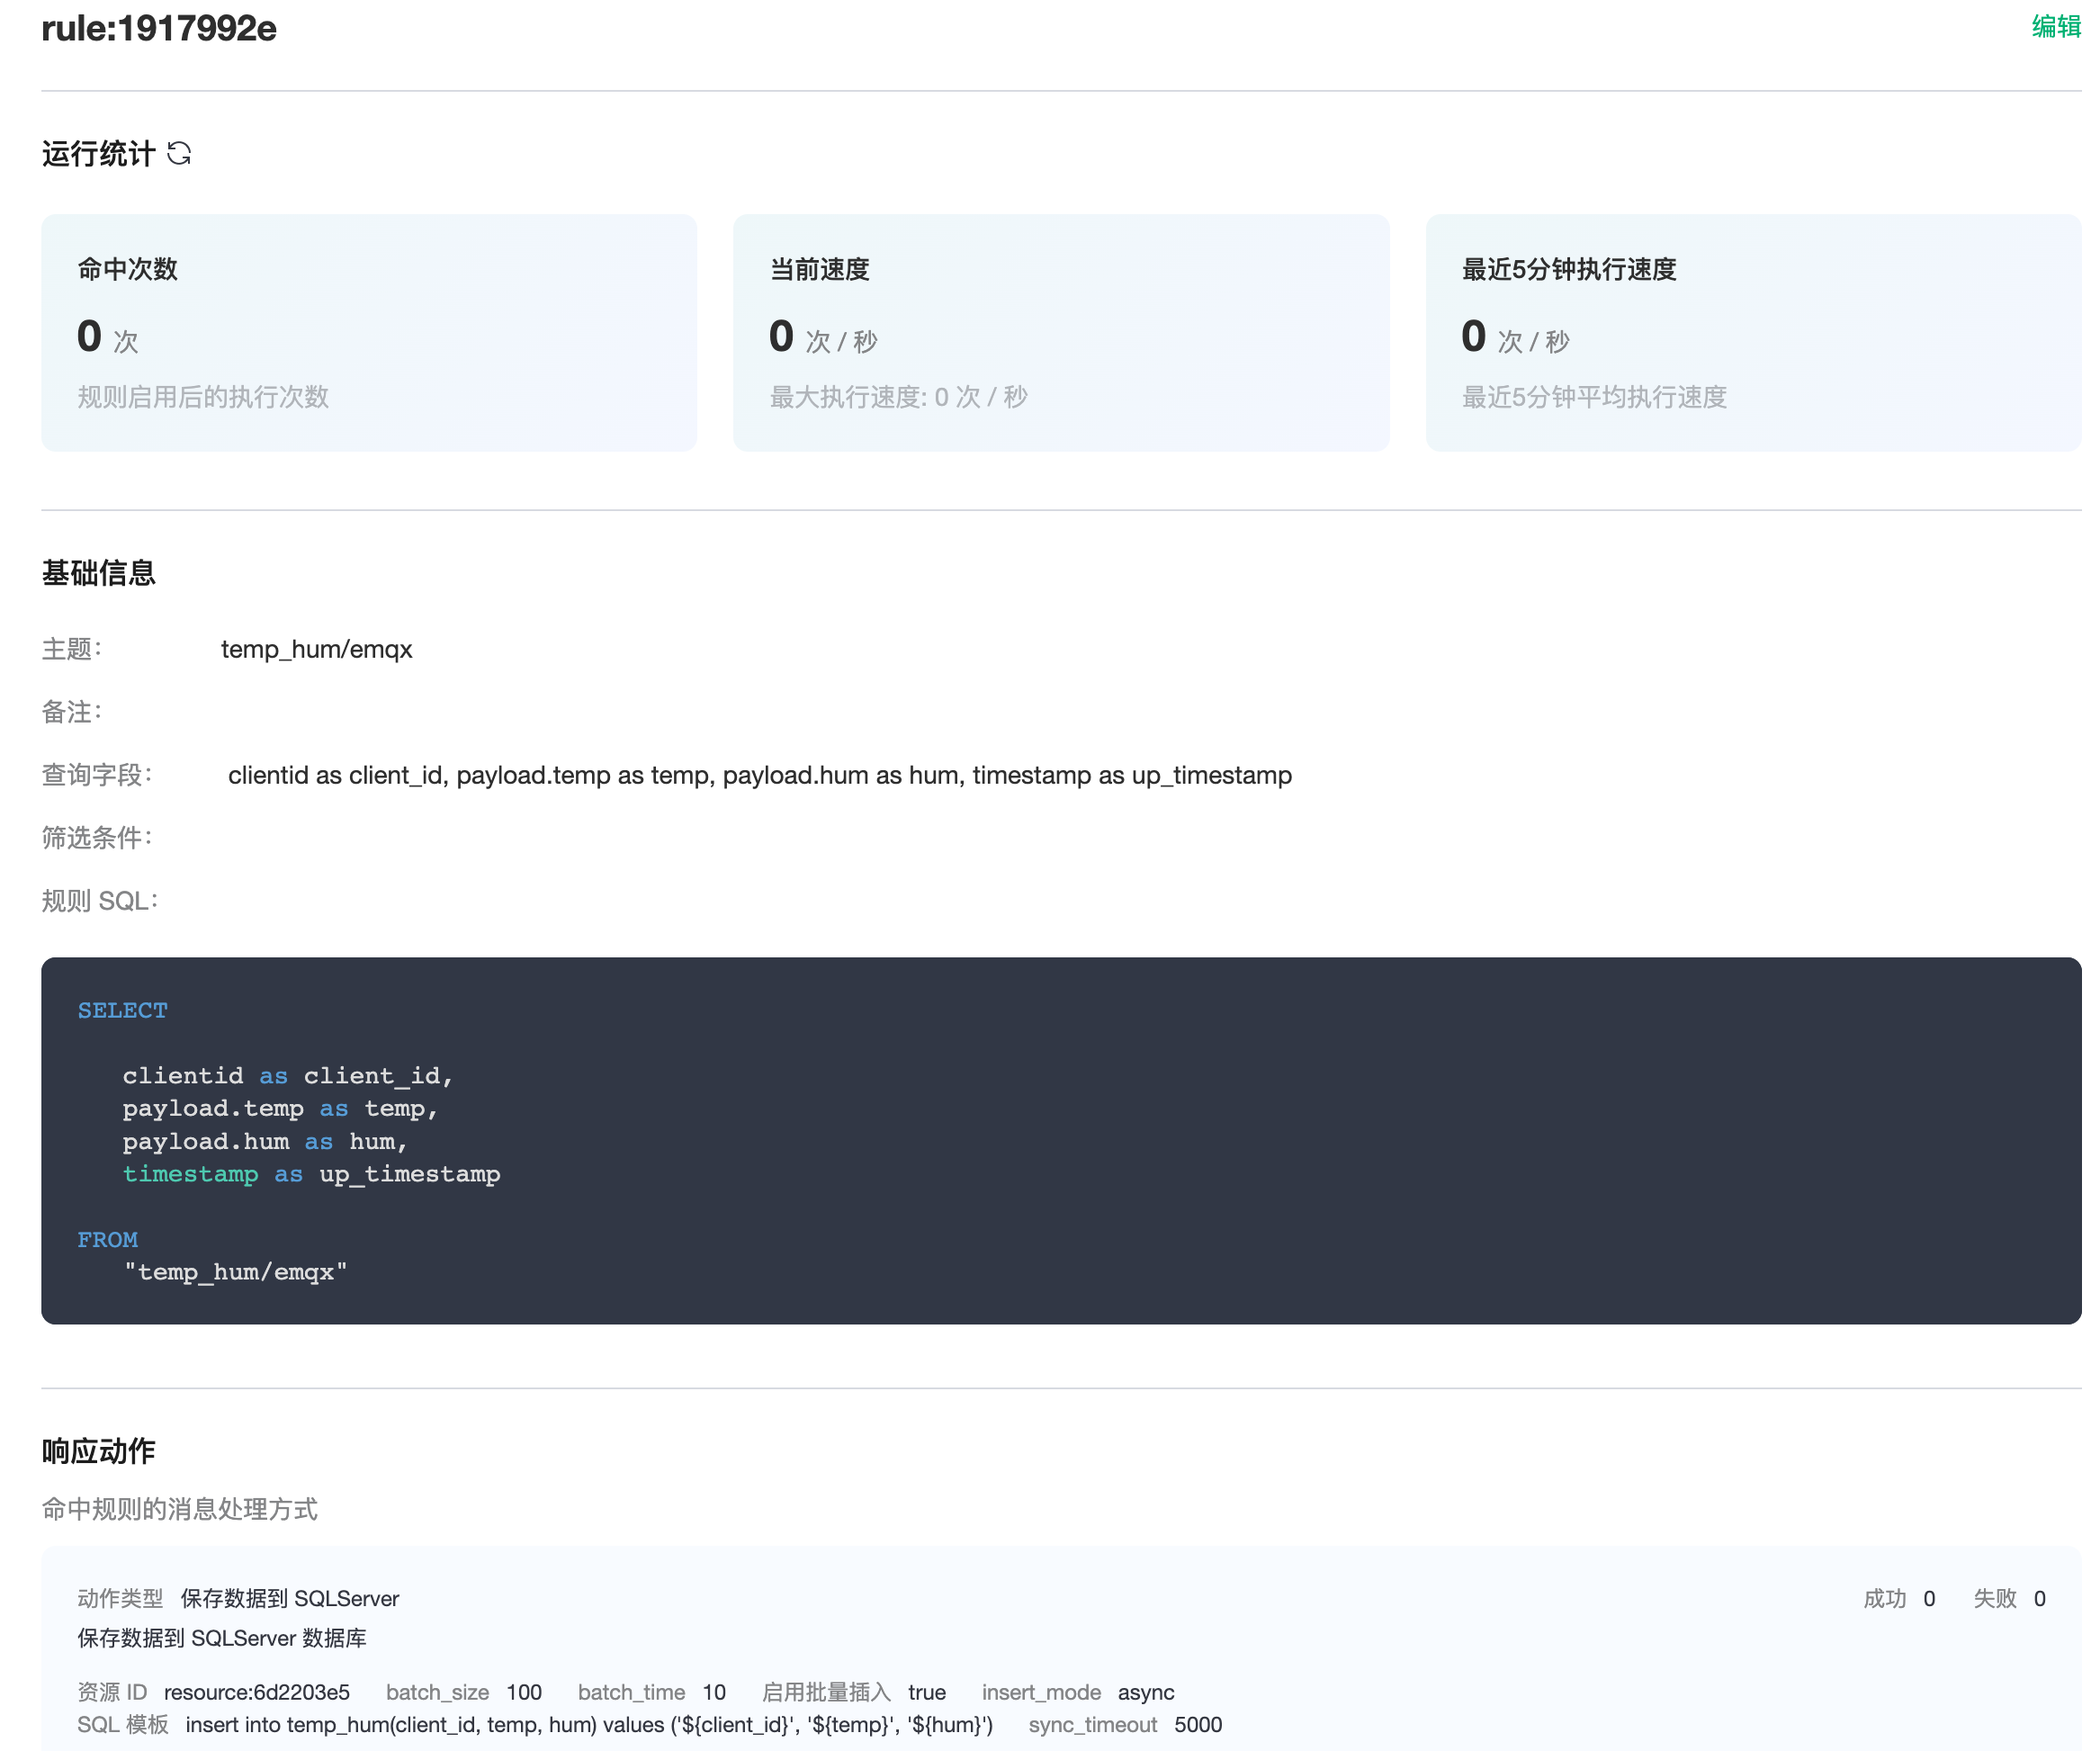 rule:1917992e
编辑
运行统计
命中次数
0 次
规则启用后的执行次数
当前速度
0 次 / 秒
最大执行速度: 0 次 / 秒
最近5分钟执行速度
0 次 / 秒
最近5分钟平均执行速度
基础信息
主题： temp_hum/emqx
备注：
查询字段： clientid as client_id, payload.temp as temp, payload.hum as hum, timestamp as up_timestamp
筛选条件：
规则 SQL：
SELECT
clientid as client_id,
payload.temp as temp,
payload.hum as hum,
timestamp as up_timestamp
FROM
"temp_hum/emqx"
响应动作
命中规则的消息处理方式
动作类型 保存数据到 SQLServer 成功 0 失败 0
保存数据到 SQLServer 数据库
资源 ID resource:6d2203e5 batch_size 100 batch_time 10 启用批量插入 true insert_mode async
SQL 模板 insert into temp_hum(client_id, temp, hum) values ('${client_id}', '${temp}', '${hum}') sync_timeout 5000